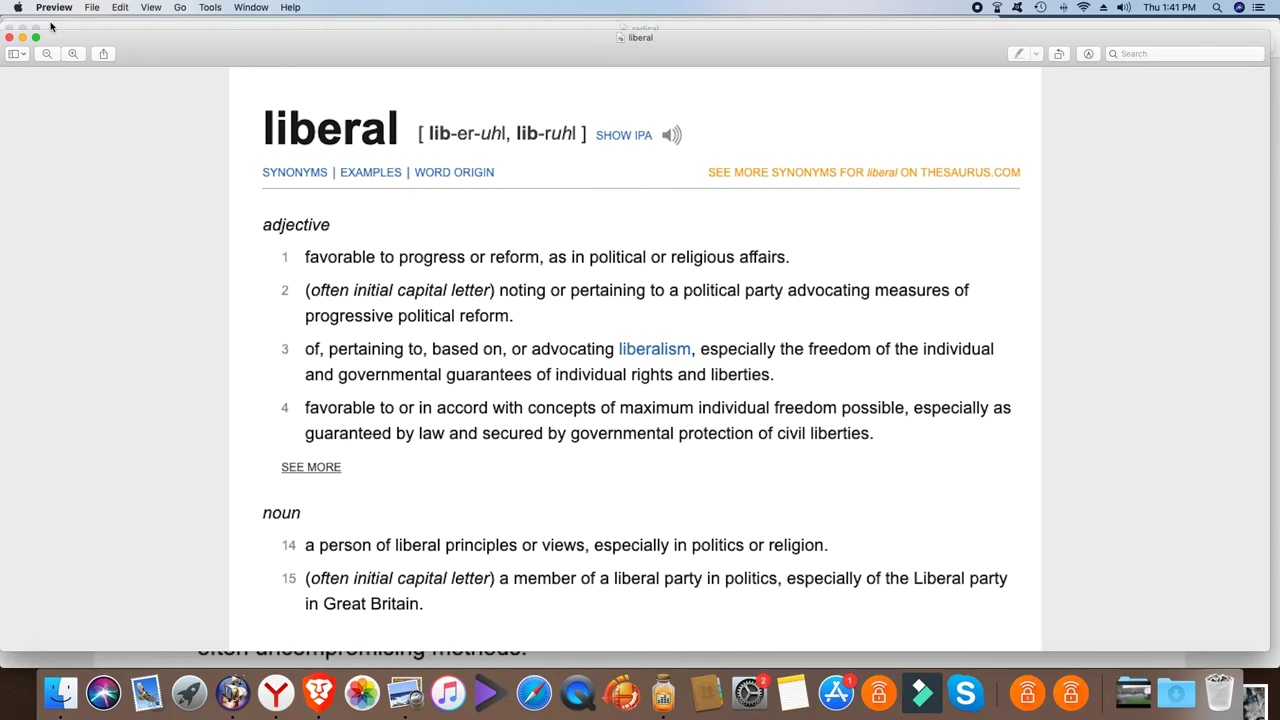 Preview File Edit View Go Tools Window Help Thu 1:41 PM
radical
liberal
Search
liberal [ lib-er-uhl, lib-ruhl ] SHOW IPA
SYNONYMS | EXAMPLES | WORD ORIGIN SEE MORE SYNONYMS FOR liberal ON THESAURUS.COM
adjective
1 favorable to progress or reform, as in political or religious affairs.
2 (often initial capital letter) noting or pertaining to a political party advocating measures of
progressive political reform.
3 of, pertaining to, based on, or advocating liberalism, especially the freedom of the individual
and governmental guarantees of individual rights and liberties.
4 favorable to or in accord with concepts of maximum individual freedom possible, especially as
guaranteed by law and secured by governmental protection of civil liberties.
SEE MORE
noun
14 a person of liberal principles or views, especially in politics or religion.
15 (often initial capital letter) a member of a liberal party in politics, especially of the Liberal party
in Great Britain.
often uncompromising methods.
2
1